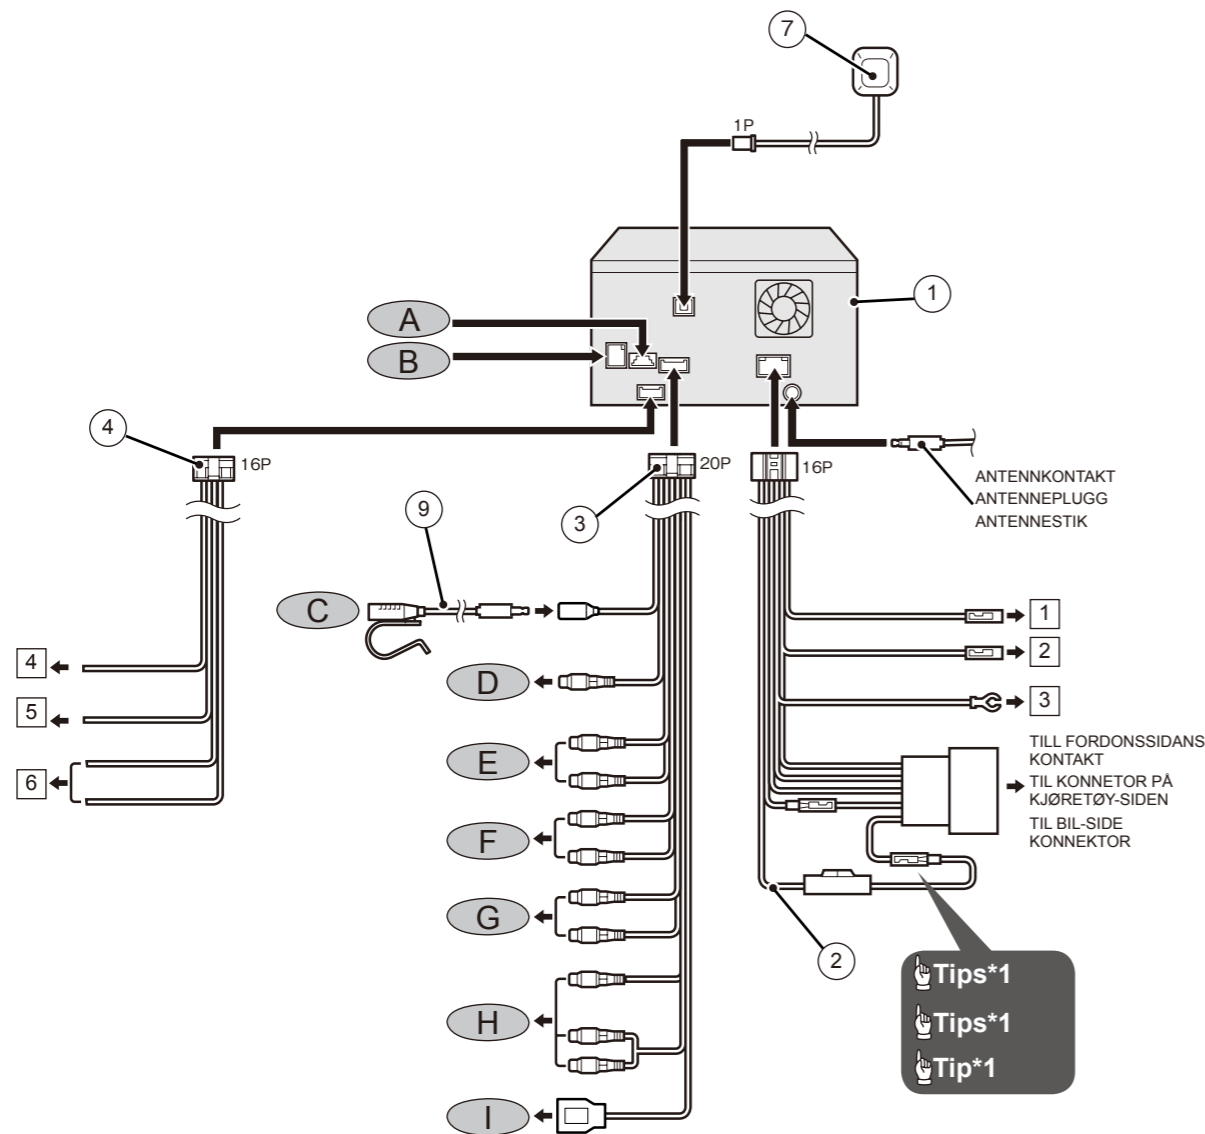 7
1P
1
A
B
4
16P
3
20P
16P
ANTENNKONTAKT
ANTENNEPLUGG
ANTENNESTIK
9
C
1
4
D
2
5
3
E
TILL FORDONSSIDANS
KONTAKT
TIL KONNETOR PÅ
KJØRETØY-SIDEN
TIL BIL-SIDE
KONNEKTOR
6
F
G
2
Tips*1
Tips*1
Tip*1
H
I